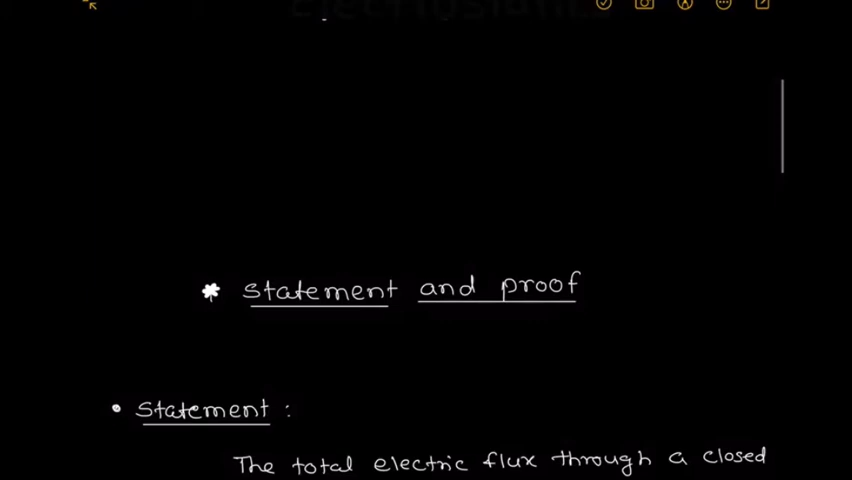 * statement and proof
• statement :
The total electric flux through a closed